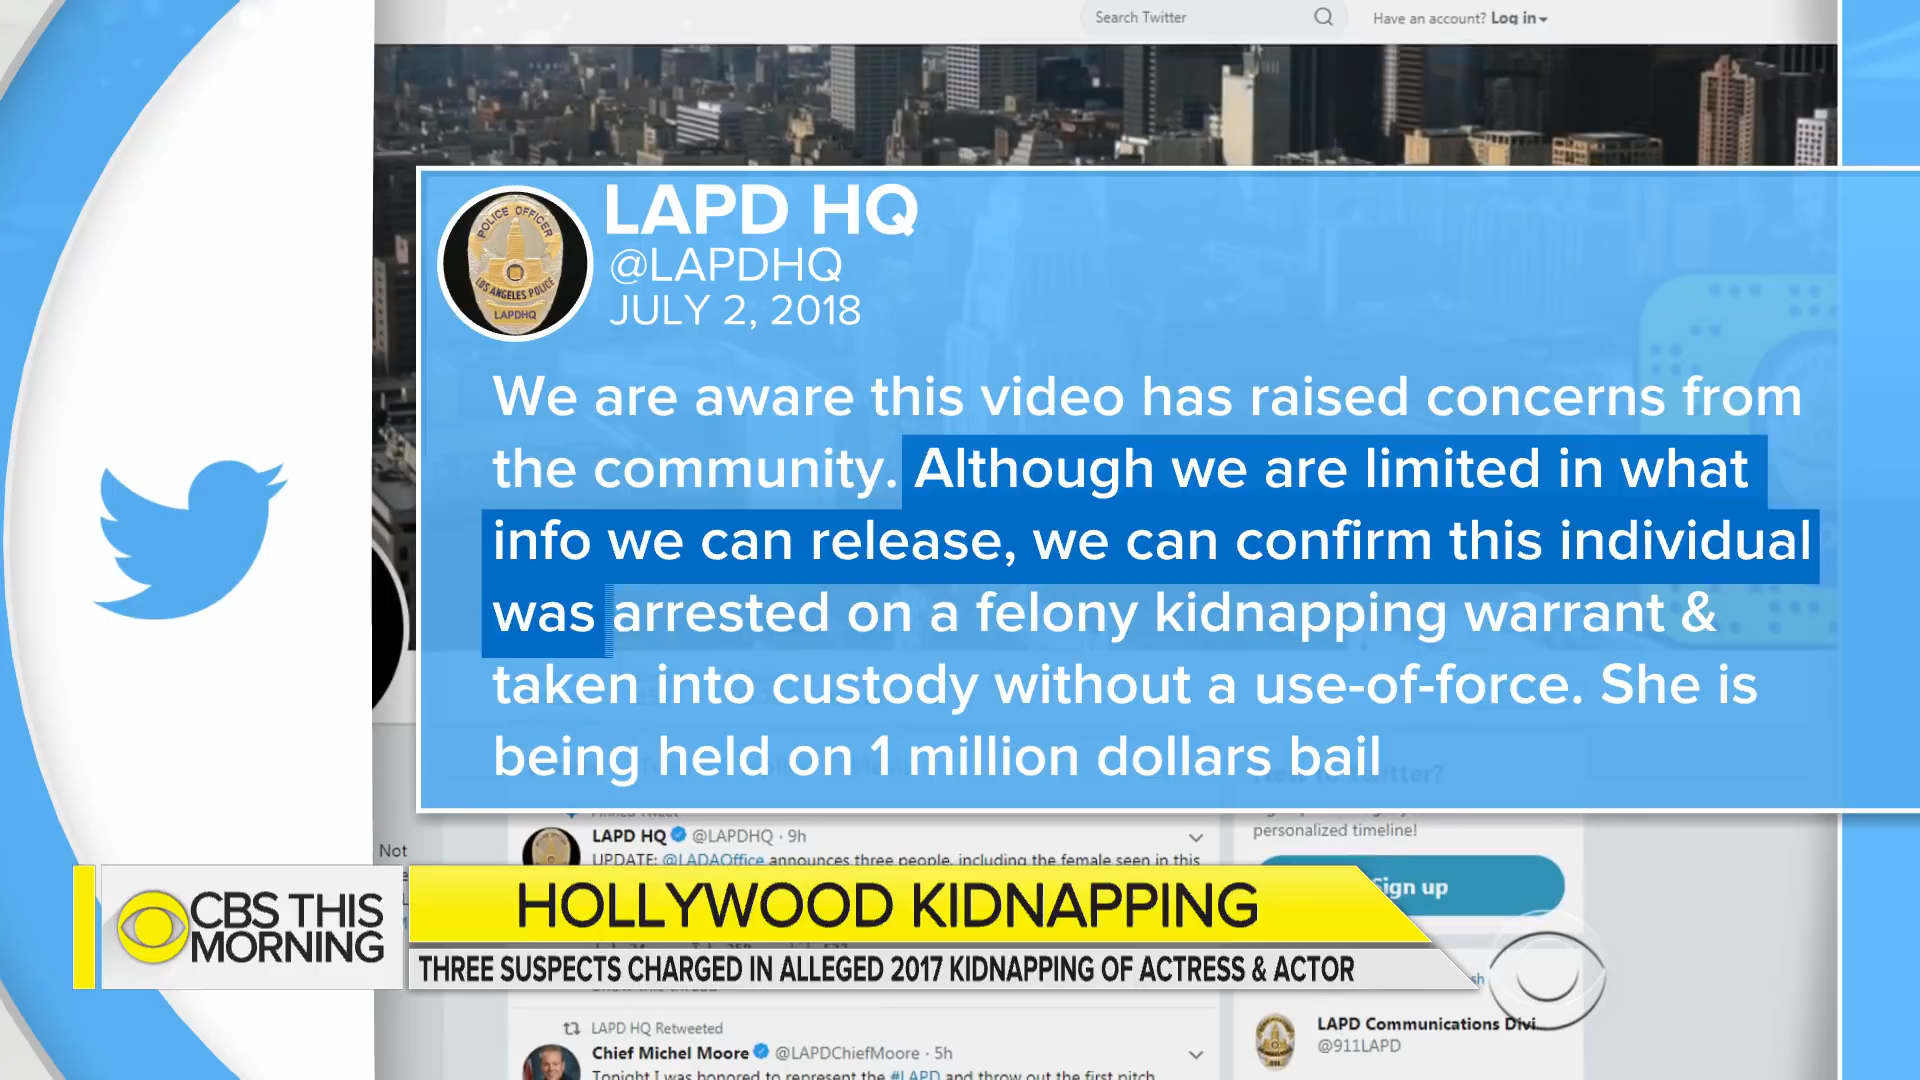 Search Twitter
Have an account? Log in
POLICE OFFICER
LOS ANGELES POLICE
LAPDHQ
LAPD HQ
@LAPDHQ
JULY 2, 2018
We are aware this video has raised concerns from
the community. Although we are limited in what
info we can release, we can confirm this individual
was arrested on a felony kidnapping warrant &
taken into custody without a use-of-force. She is
being held on 1 million dollars bail
New to Twitter?
personalized timeline!
Sign up
Not
LAPD HQ @LAPDHQ · 9h
UPDATE: @LADAOffice announces three people, including the female seen in this
CBS THIS
MORNING
HOLLYWOOD KIDNAPPING
THREE SUSPECTS CHARGED IN ALLEGED 2017 KIDNAPPING OF ACTRESS & ACTOR
LAPD HQ Retweeted
Chief Michel Moore @LAPDChiefMoore · 5h
Tonight I was honored to represent the #LAPD and throw out the first pitch
LAPD Communications Divi...
@911LAPD